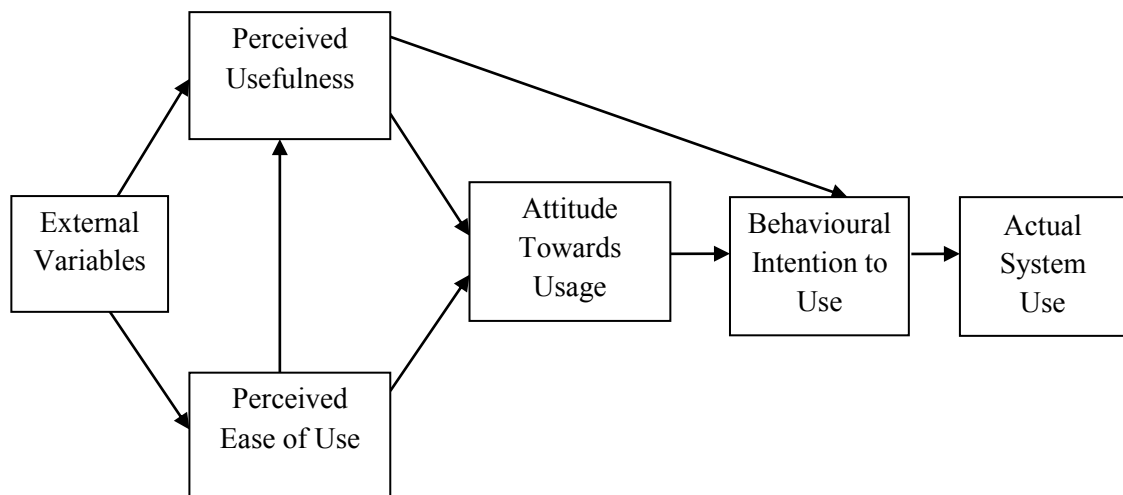 Perceived
Usefulness
External
Variables
Perceived
Ease of Use
Attitude
Towards
Usage
Behavioural
Intention to
Use
Actual
System
Use